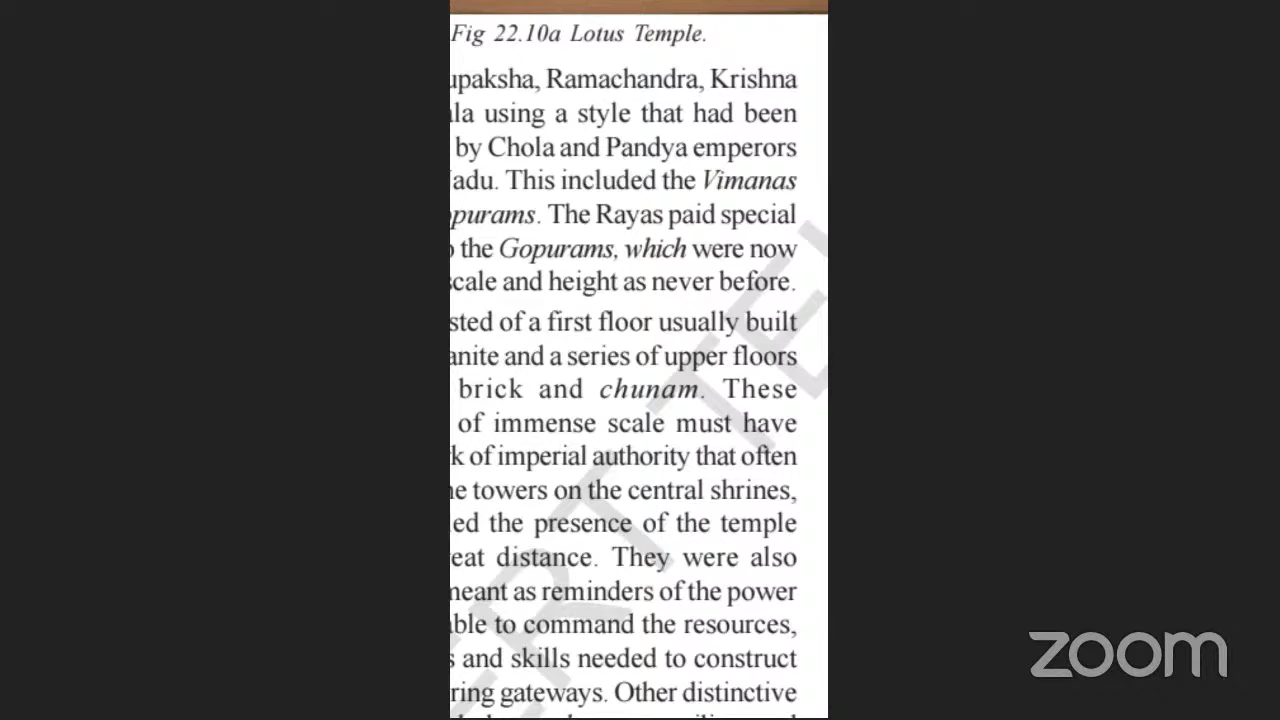 Fig 22.10a Lotus Temple.
upaksha, Ramachandra, Krishna
la using a style that had been
by Chola and Pandya emperors
adu. This included the Vimanas
purams. The Rayas paid special
the Gopurams, which were now
scale and height as never before.
sted of a first floor usually built
anite and a series of upper floors
brick and chunam. These
of immense scale must have
k of imperial authority that often
he towers on the central shrines,
ed the presence of the temple
eat distance. They were also
meant as reminders of the power
able to command the resources,
s and skills needed to construct
ring gateways. Other distinctive
zoom